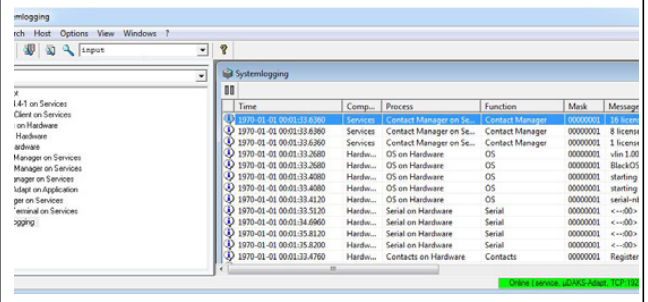 emlogging
rch Host Options View Windows ?
input
Systemlogging
.4-1 on Services
Client on Services
on Hardware
Hardware
ardware
Manager on Services
Manager on Services
anager on Services
Adapt on Application
ger on Services
Terminal on Services
ogging
Time Comp... Process Function Mask Message
1970-01-01 00:01:33.6360 Services Contact Manager on Se... Contact Manager 00000001 16 licens
1970-01-01 00:01:33.6360 Services Contact Manager on Se... Contact Manager 00000001 8 license
1970-01-01 00:01:33.6360 Services Contact Manager on Se... Contact Manager 00000001 1 license
1970-01-01 00:01:33.2680 Hardw... OS on Hardware OS 00000001 vlin 1.00
1970-01-01 00:01:33.2680 Hardw... OS on Hardware OS 00000001 BlackOS
1970-01-01 00:01:33.4080 Hardw... OS on Hardware OS 00000001 starting
1970-01-01 00:01:33.4080 Hardw... OS on Hardware OS 00000001 starting
1970-01-01 00:01:33.4120 Hardw... OS on Hardware OS 00000001 serial-nb
1970-01-01 00:01:33.5120 Hardw... Serial on Hardware Serial 00000001 <--:00>
1970-01-01 00:01:34.6960 Hardw... Serial on Hardware Serial 00000001 <--:00>
1970-01-01 00:01:35.8120 Hardw... Serial on Hardware Serial 00000001 <--:00>
1970-01-01 00:01:35.8200 Hardw... Serial on Hardware Serial 00000001 <--:00>
1970-01-01 00:01:33.4760 Hardw... Contacts on Hardware Contacts 00000001 Register
Online (service, µDAKS-Adapt, TCP:192